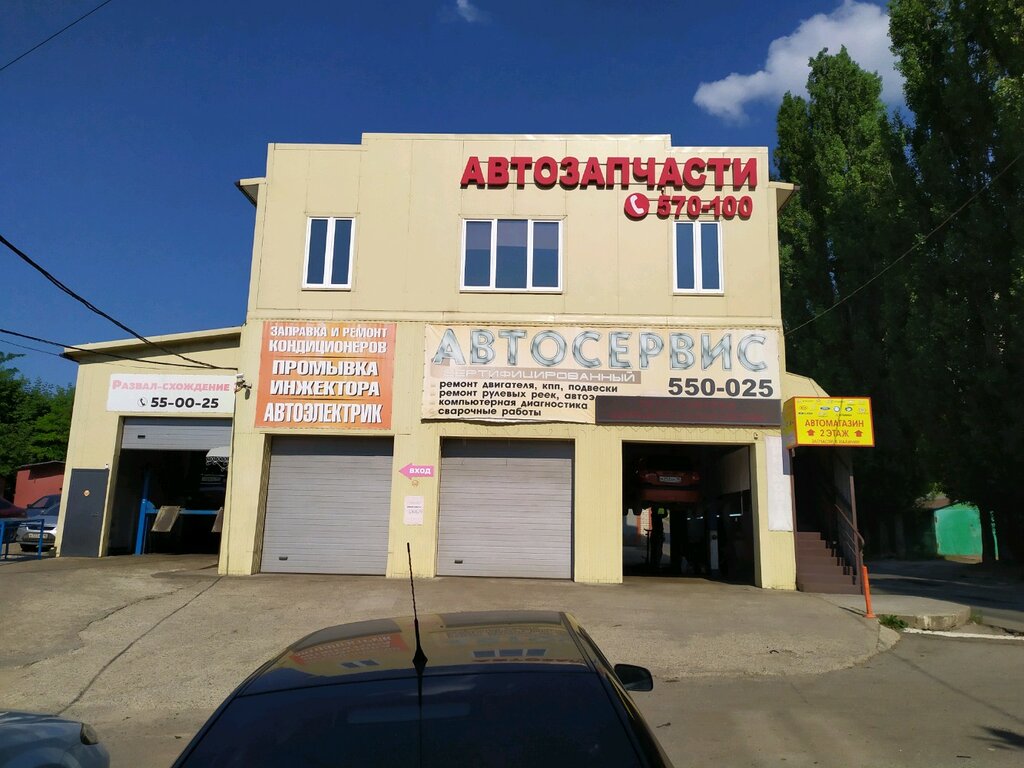 АВТОЗАПЧАСТИ
570-100
РАЗВАЛ-СХОЖДЕНИЕ
55-00-25
ЗАПРАВКА И РЕМОНТ
КОНДИЦИОНЕРОВ
ПРОМЫВКА
ИНЖЕКТОРА
АВТОЭЛЕКТРИК
АВТОСЕРВИС
СЕРТИФИЦИРОВАННЫЙ
550-025
ремонт двигателя, кпп, подвески
ремонт рулевых реек, автоэ
компьютерная диагностика
сварочные работы
ВХОД
АВТОМАГАЗИН
2 ЭТАЖ